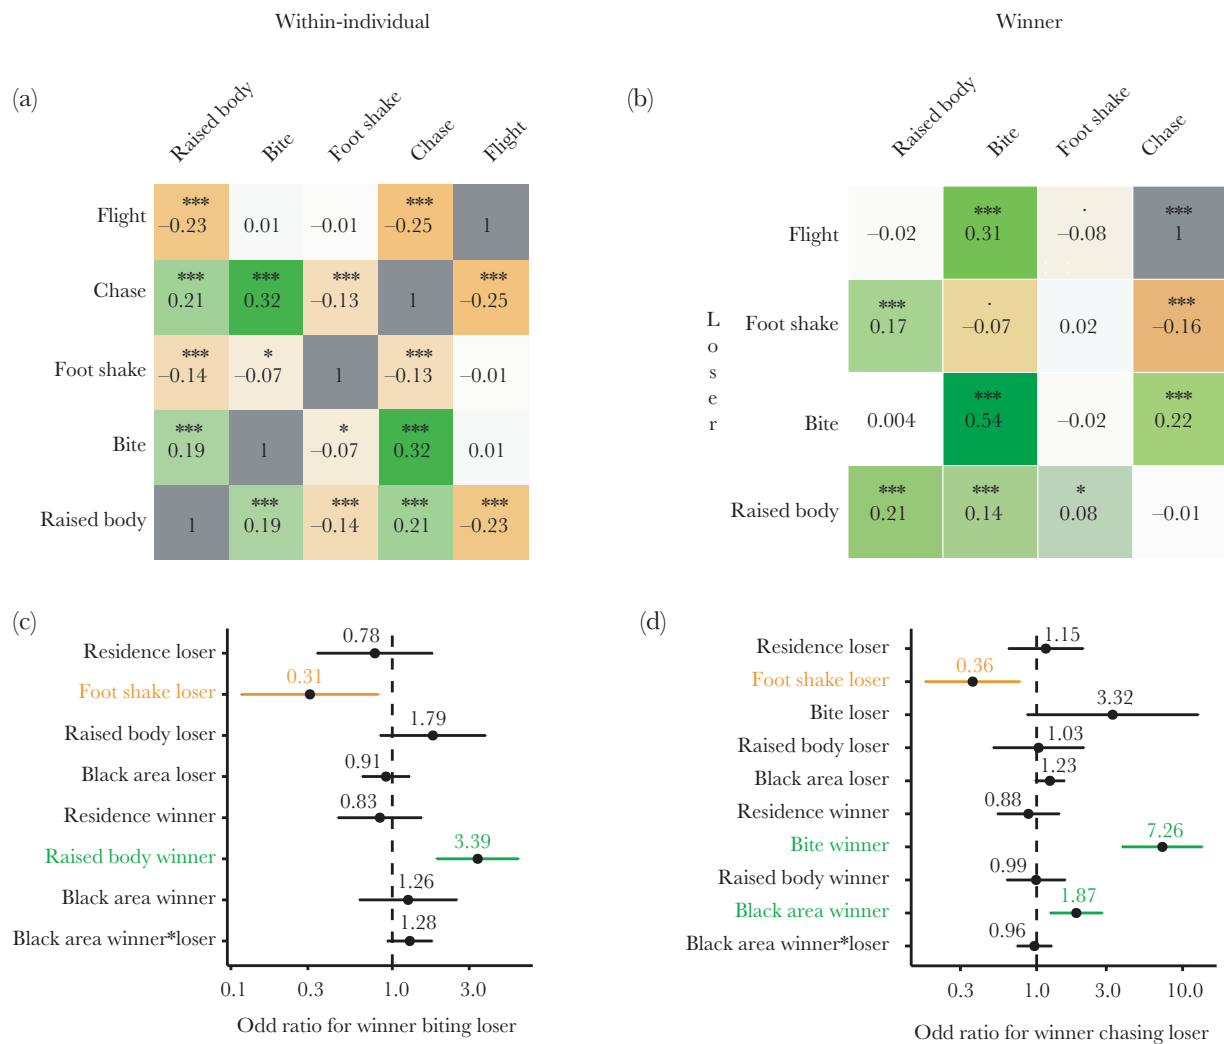 Within-individual
Winner
(a)
Raised body
Bite
Foot shake
Chase
Flight
Flight
*** *** 
–0.23 0.01 –0.01 –0.25 1
Chase
*** *** *** ***
0.21 0.32 –0.13 1 –0.25
Foot shake
*** * ***
–0.14 –0.07 1 –0.13 –0.01
Bite
*** * ***
0.19 1 –0.07 0.32 0.01
Raised body
*** *** *** ***
1 0.19 –0.14 0.21 –0.23
(b)
Raised body
Bite
Foot shake
Chase
Loser
Flight
*** . ***
–0.02 0.31 –0.08 1
Foot shake
*** . ***
0.17 –0.07 0.02 –0.16
Bite
*** ***
0.004 0.54 –0.02 0.22
Raised body
*** *** *
0.21 0.14 0.08 –0.01
(c)
Residence loser 0.78
Foot shake loser 0.31
Raised body loser 1.79
Black area loser 0.91
Residence winner 0.83
Raised body winner 3.39
Black area winner 1.26
Black area winner*loser 1.28
0.1 0.3 1.0 3.0
Odd ratio for winner biting loser
(d)
Residence loser 1.15
Foot shake loser 0.36
Bite loser 3.32
Raised body loser 1.03
Black area loser 1.23
Residence winner 0.88
Bite winner 7.26
Raised body winner 0.99
Black area winner 1.87
Black area winner*loser 0.96
0.3 1.0 3.0 10.0
Odd ratio for winner chasing loser